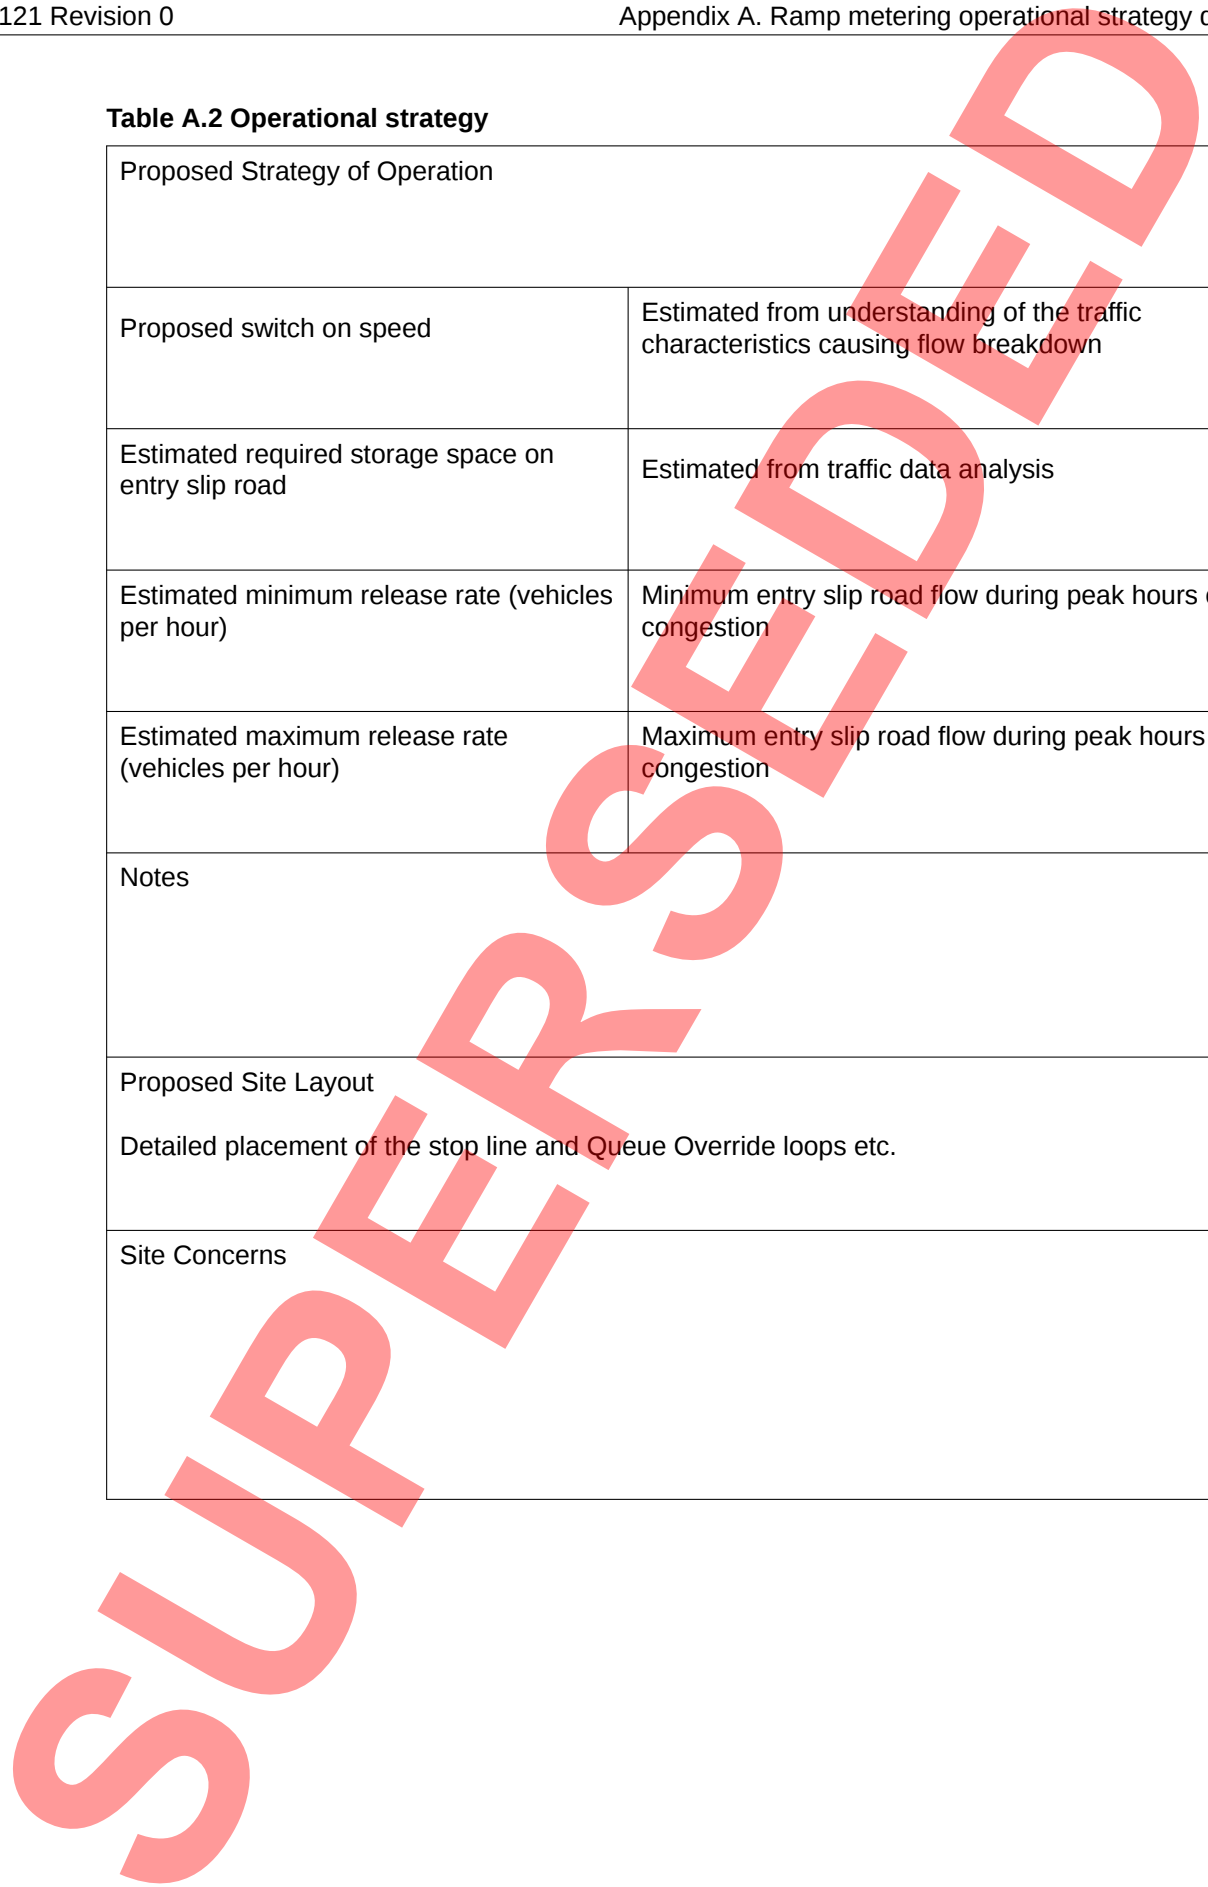 121 Revision 0
Appendix A. Ramp metering operational strategy
Table A.2 Operational strategy
Proposed Strategy of Operation
Proposed switch on speed
Estimated from understanding of the traffic
characteristics causing flow breakdown
Estimated required storage space on
entry slip road
Estimated from traffic data analysis
Estimated minimum release rate (vehicles
per hour)
Minimum entry slip road flow during peak hours
congestion
Estimated maximum release rate
(vehicles per hour)
Maximum entry slip road flow during peak hours
congestion
Notes
Proposed Site Layout
Detailed placement of the stop line and Queue Override loops etc.
Site Concerns
SUPERSEDED